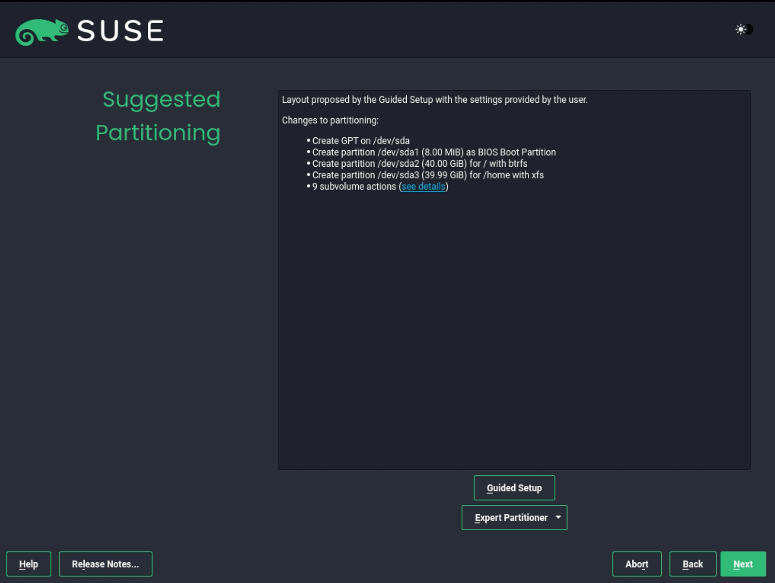 SUSE
Suggested
Partitioning
Layout proposed by the Guided Setup with the settings provided by the user.
Changes to partitioning:
• Create GPT on /dev/sda
• Create partition /dev/sda1 (8.00 MiB) as BIOS Boot Partition
• Create partition /dev/sda2 (40.00 GiB) for / with btrfs
• Create partition /dev/sda3 (39.99 GiB) for /home with xfs
• 9 subvolume actions (see details)
Guided Setup
Expert Partitioner
Help
Release Notes...
Abort
Back
Next